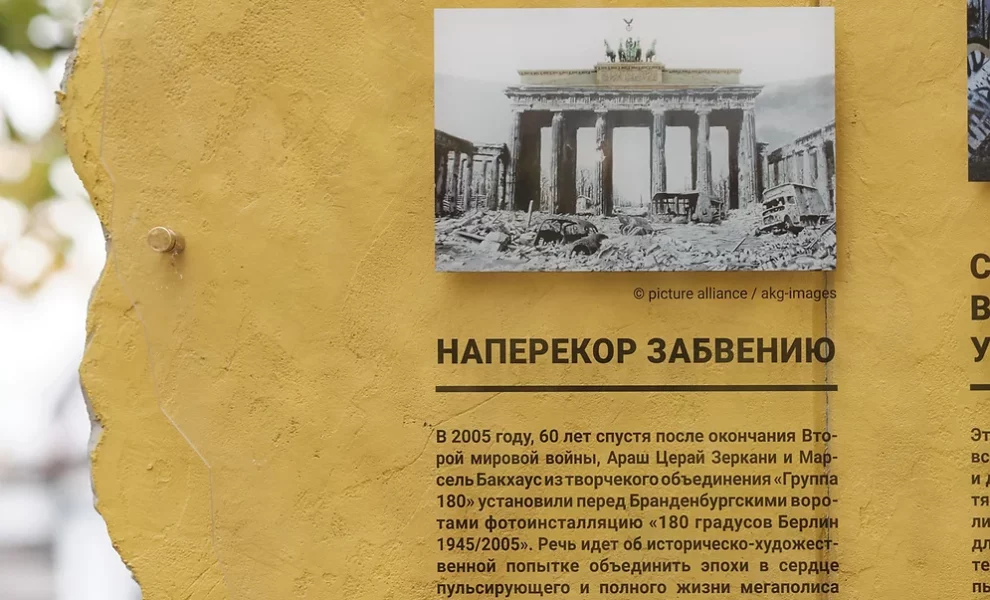 © picture alliance / akg-images
НАПЕРЕКОР ЗАБВЕНИЮ
В 2005 году, 60 лет спустя после окончания Вто-
рой мировой войны, Араш Церай Зеркани и Мар-
сель Бакхаус из творчекого объединения «Группа
180» установили перед Бранденбургскими воро-
тами фотоинсталляцию «180 градусов Берлин
1945/2005». Речь идет об историческо-художест-
венной попытке объединить эпохи в сердце
пульсирующего и полного жизни мегаполиса